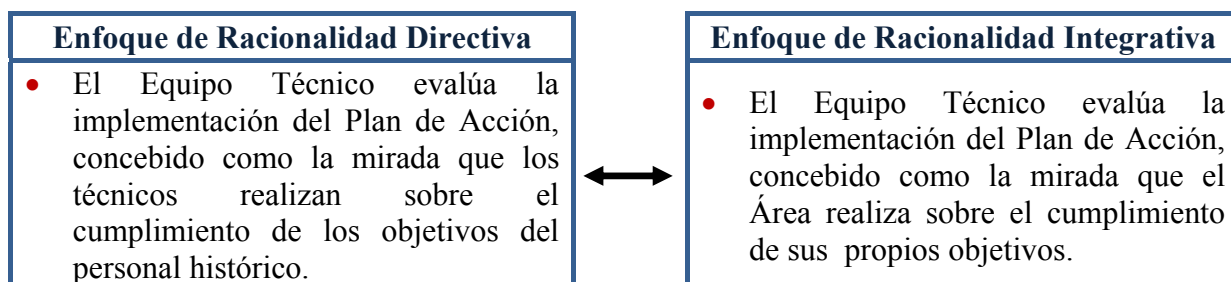 Enfoque de Racionalidad Directiva
• El Equipo Técnico evalúa la
implementación del Plan de Acción,
concebido como la mirada que los
técnicos realizan sobre el
cumplimiento de los objetivos del
personal histórico.
Enfoque de Racionalidad Integrativa
• El Equipo Técnico evalúa la
implementación del Plan de Acción,
concebido como la mirada que el
Área realiza sobre el cumplimiento
de sus propios objetivos.